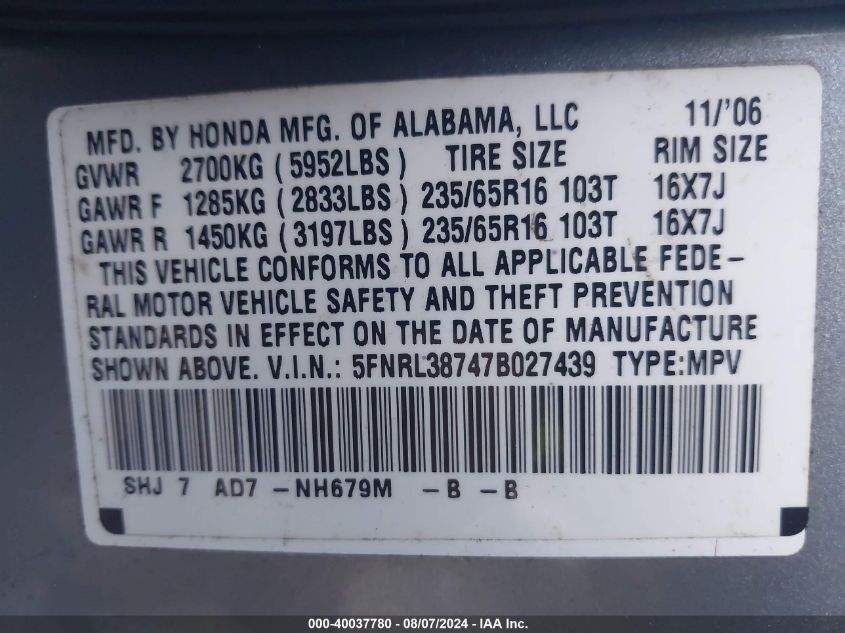 MFD. BY HONDA MFG. OF ALABAMA, LLC 11/'06
GVWR 2700KG (5952LBS) TIRE SIZE RIM SIZE
GAWR F 1285KG (2833LBS) 235/65R16 103T 16X7J
GAWR R 1450KG (3197LBS) 235/65R16 103T 16X7J
THIS VEHICLE CONFORMS TO ALL APPLICABLE FEDE-
RAL MOTOR VEHICLE SAFETY AND THEFT PREVENTION
STANDARDS IN EFFECT ON THE DATE OF MANUFACTURE
SHOWN ABOVE. V.I.N.: 5FNRL38747B027439 TYPE:MPV
SHJ 7 AD7 -NH679M -B -B
000-40037780 - 08/07/2024 - IAA Inc.